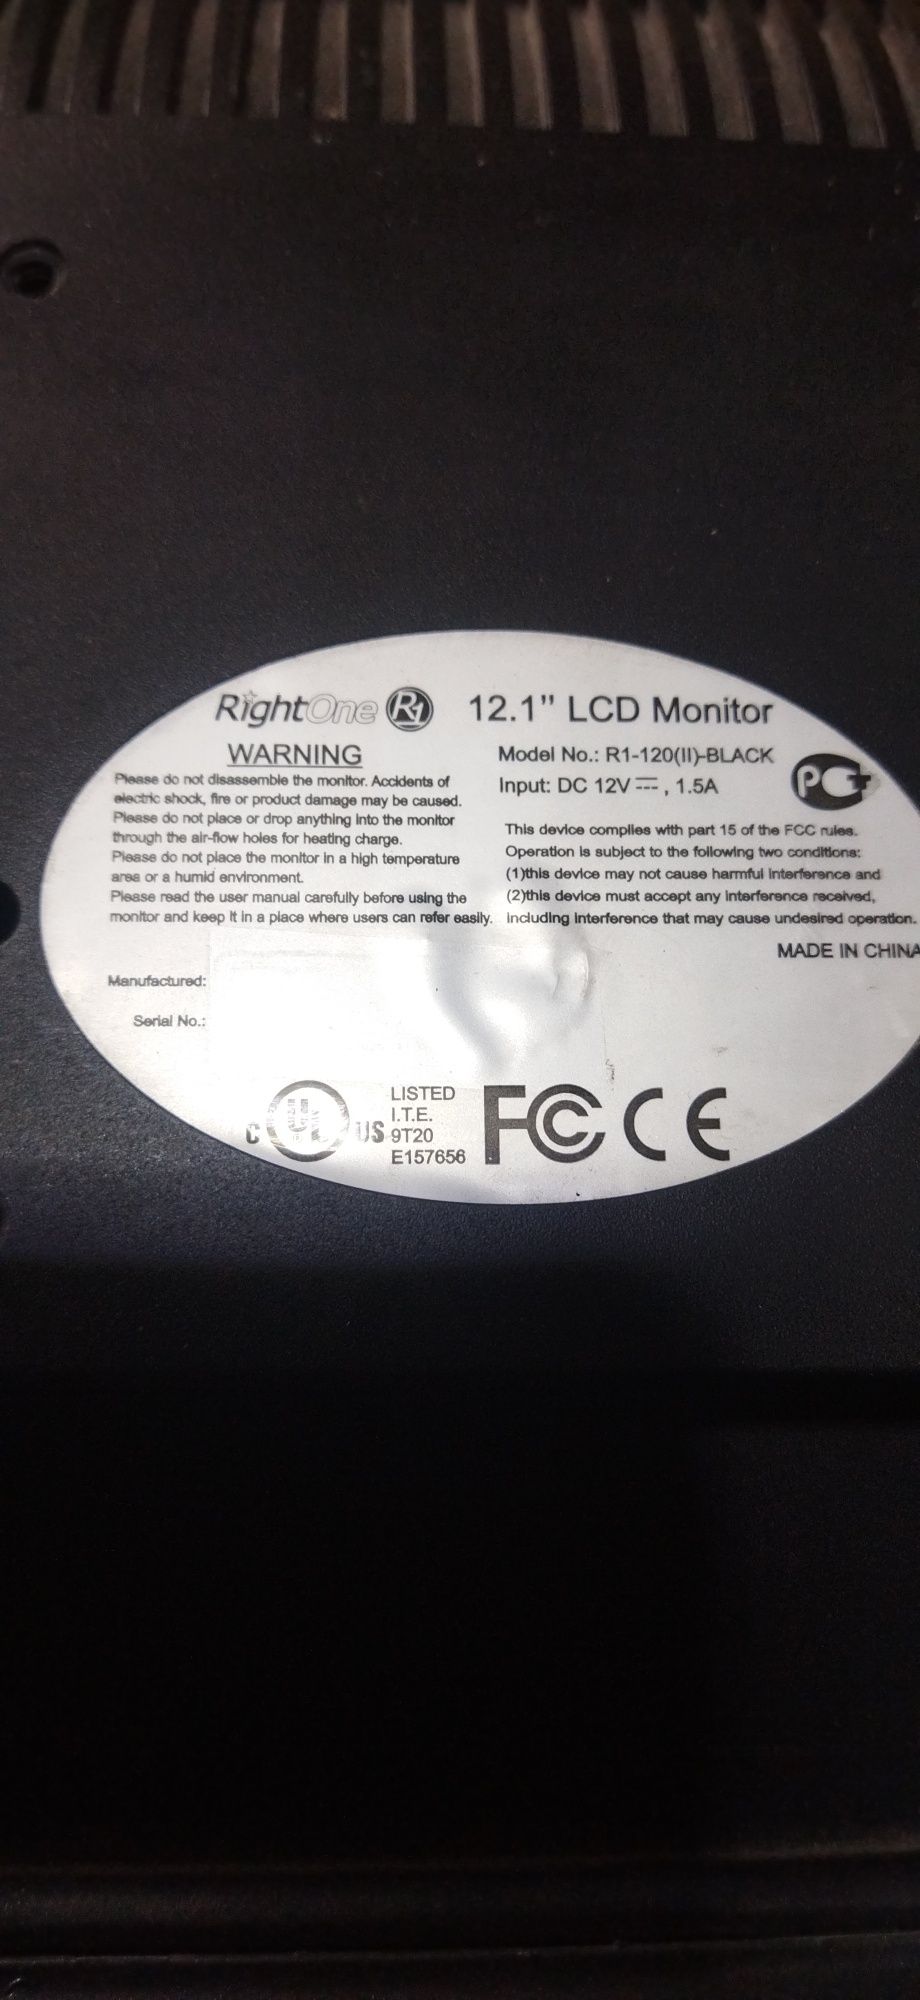 RightOne R1 12.1" LCD Monitor
WARNING
Please do not disassemble the monitor. Accidents of
electric shock, fire or product damage may be caused.
Please do not place or drop anything into the monitor
through the air-flow holes for heating charge.
Please do not place the monitor in a high temperature
area or a humid environment.
Please read the user manual carefully before using the
monitor and keep it in a place where users can refer easily.
Model No.: R1-120(II)-BLACK
Input: DC 12V ⎓ , 1.5A
PCT
This device complies with part 15 of the FCC rules.
Operation is subject to the following two conditions:
(1)this device may not cause harmful interference and
(2)this device must accept any interference received,
including interference that may cause undesired operation.
MADE IN CHINA
Manufactured:
Serial No.:
C UL US
LISTED
I.T.E.
9T20
E157656
FCC CE